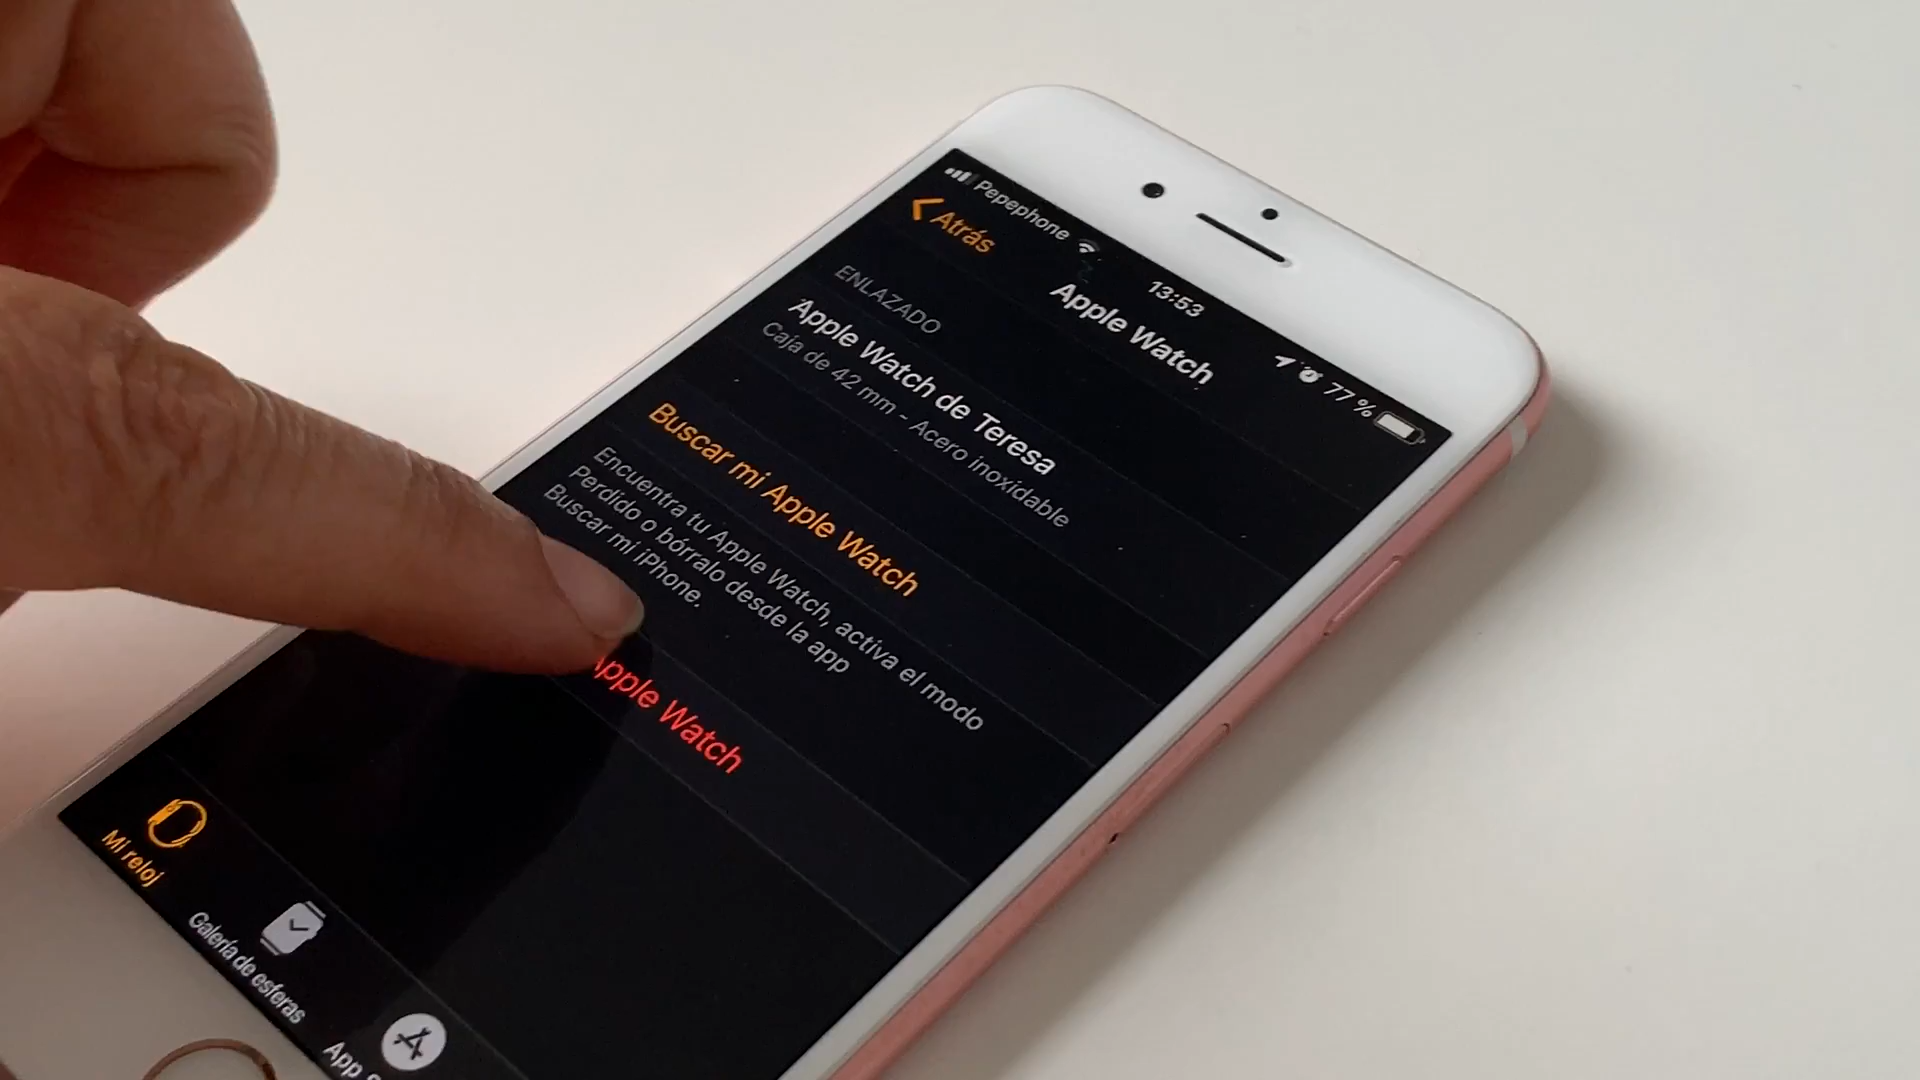 Pepephone
13:53
77 %
Atrás
Apple Watch
ENLAZADO
Apple Watch de Teresa
Caja de 42 mm - Acero inoxidable
Buscar mi Apple Watch
Encuentra tu Apple Watch, activa el modo
Perdido o bórralo desde la app
Buscar mi iPhone.
Apple Watch
Mi reloj
Galería de esferas
App